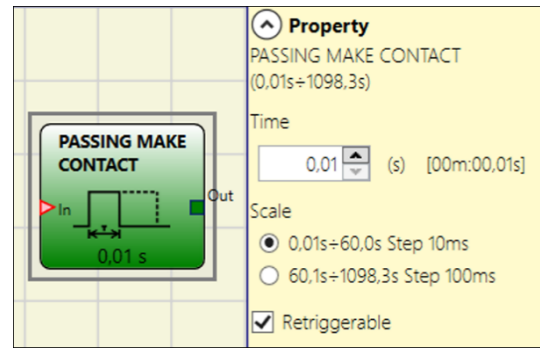 PASSING MAKE
CONTACT
In
Out
T
0,01 s
Property
PASSING MAKE CONTACT
(0,01s÷1098,3s)
Time
0,01 (s) [00m:00,01s]
Scale
0,01s÷60,0s Step 10ms
60,1s÷1098,3s Step 100ms
Retriggerable